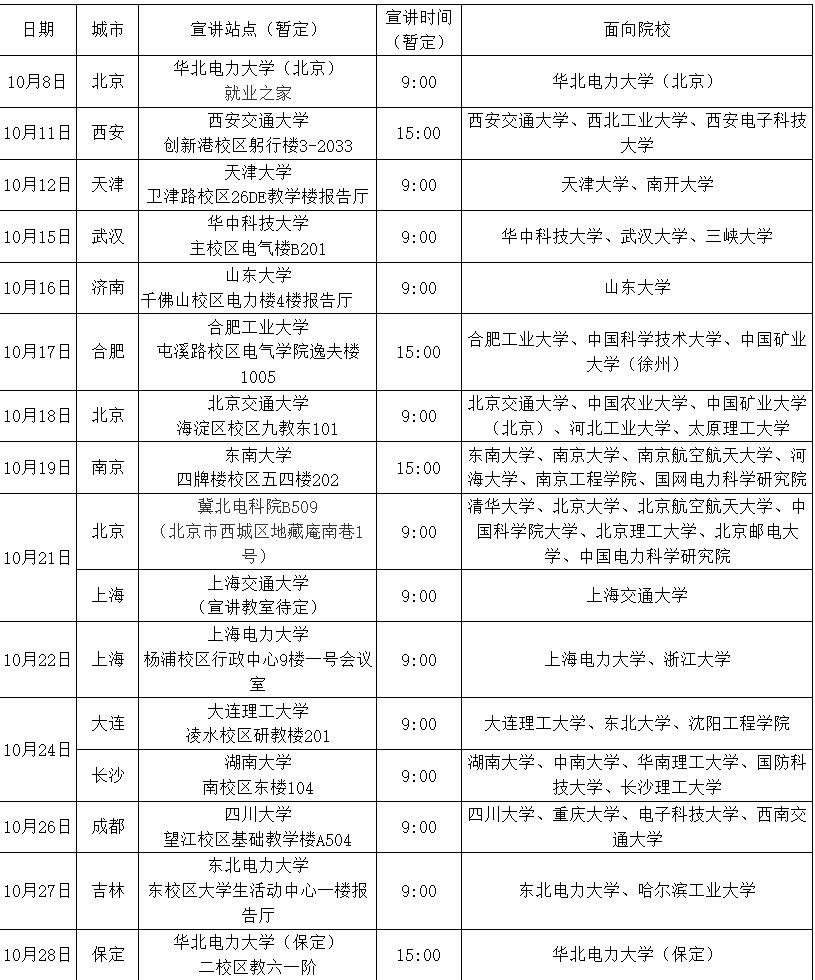 日期 城市 宣讲站点（暂定） 宣讲时间（暂定） 面向院校
10月8日 北京 华北电力大学（北京） 9:00 华北电力大学（北京）
就业之家
10月11日 西安 西安交通大学 15:00 西安交通大学、西北工业大学、西安电子科技
创新港校区躬行楼3-2033 大学
10月12日 天津 天津大学 9:00 天津大学、南开大学
卫津路校区26DE教学楼报告厅
10月15日 武汉 华中科技大学 9:00 华中科技大学、武汉大学、三峡大学
主校区电气楼B201
10月16日 济南 山东大学 9:00 山东大学
千佛山校区电力楼4楼报告厅
10月17日 合肥 合肥工业大学 15:00 合肥工业大学、中国科学技术大学、中国矿业
屯溪路校区电气学院逸夫楼 大学（徐州）
1005
10月18日 北京 北京交通大学 9:00 北京交通大学、中国农业大学、中国矿业大学
海淀区校区九教东101 （北京）、河北工业大学、太原理工大学
10月19日 南京 东南大学 15:00 东南大学、南京大学、南京航空航天大学、河
四牌楼校区五四楼202 海大学、南京工程学院、国网电力科学研究院
10月21日 北京 冀北电科院B509 9:00 清华大学、北京大学、北京航空航天大学、中
（北京市西城区地藏庵南巷1 国科学院大学、北京理工大学、北京邮电大
号） 学、中国电力科学研究院
上海 上海交通大学 9:00 上海交通大学
（宣讲教室待定）
10月22日 上海 上海电力大学 9:00 上海电力大学、浙江大学
杨浦校区行政中心9楼一号会议
室
10月24日 大连 大连理工大学 9:00 大连理工大学、东北大学、沈阳工程学院
凌水校区研教楼201
长沙 湖南大学 9:00 湖南大学、中南大学、华南理工大学、国防科
南校区东楼104 技大学、长沙理工大学
10月26日 成都 四川大学 9:00 四川大学、重庆大学、电子科技大学、西南交
望江校区基础教学楼A504 通大学
10月27日 吉林 东北电力大学 9:00 东北电力大学、哈尔滨工业大学
东校区大学生活动中心一楼报
告厅
10月28日 保定 华北电力大学（保定） 15:00 华北电力大学（保定）
二校区教六一阶